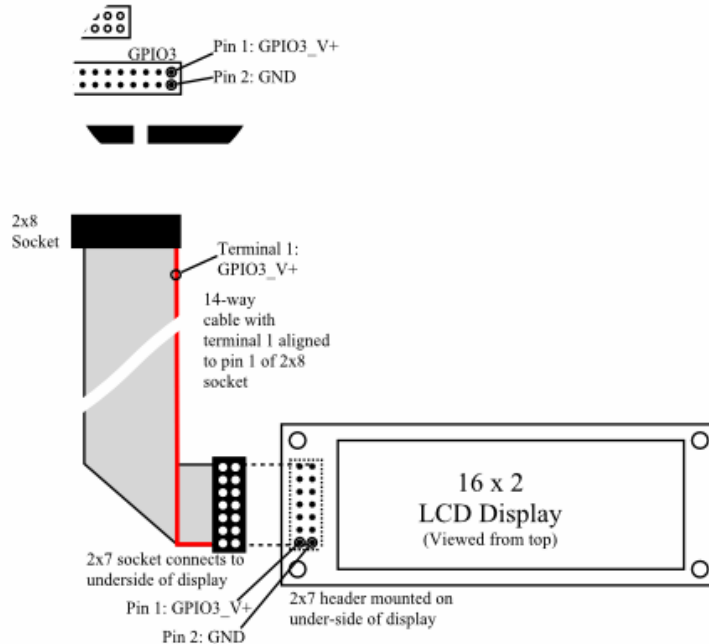 GPIO3
Pin 1: GPIO3_V+
Pin 2: GND
2x8
Socket
Terminal 1:
GPIO3_V+
14-way
cable with
terminal 1 aligned
to pin 1 of 2x8
socket
16 x 2
LCD Display
(Viewed from top)
2x7 socket connects to
underside of display
Pin 1: GPIO3_V+
Pin 2: GND
2x7 header mounted on
under-side of display